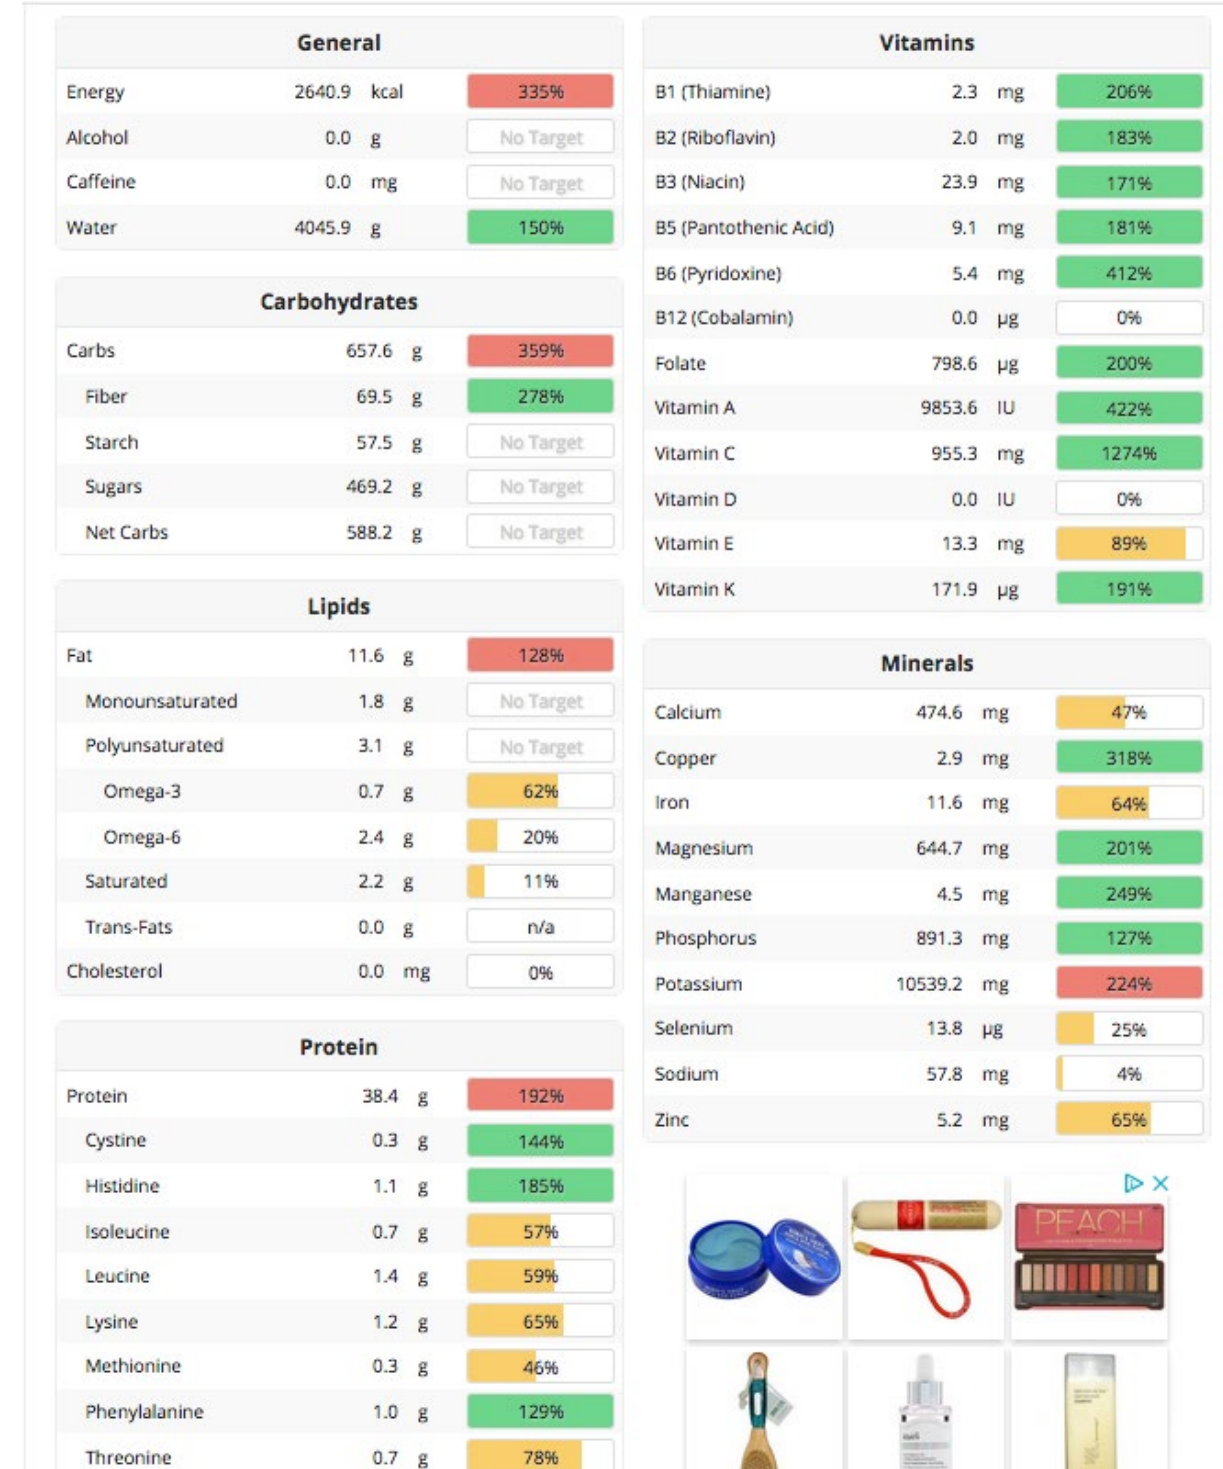 General
Energy 2640.9 kcal 335%
Alcohol 0.0 g No Target
Caffeine 0.0 mg No Target
Water 4045.9 g 150%
Carbohydrates
Carbs 657.6 g 359%
Fiber 69.5 g 278%
Starch 57.5 g No Target
Sugars 469.2 g No Target
Net Carbs 588.2 g No Target
Lipids
Fat 11.6 g 128%
Monounsaturated 1.8 g No Target
Polyunsaturated 3.1 g No Target
Omega-3 0.7 g 62%
Omega-6 2.4 g 20%
Saturated 2.2 g 11%
Trans-Fats 0.0 g n/a
Cholesterol 0.0 mg 0%
Protein
Protein 38.4 g 192%
Cystine 0.3 g 144%
Histidine 1.1 g 185%
Isoleucine 0.7 g 57%
Leucine 1.4 g 59%
Lysine 1.2 g 65%
Methionine 0.3 g 46%
Phenylalanine 1.0 g 129%
Threonine 0.7 g 78%
Vitamins
B1 (Thiamine) 2.3 mg 206%
B2 (Riboflavin) 2.0 mg 183%
B3 (Niacin) 23.9 mg 171%
B5 (Pantothenic Acid) 9.1 mg 181%
B6 (Pyridoxine) 5.4 mg 412%
B12 (Cobalamin) 0.0 µg 0%
Folate 798.6 µg 200%
Vitamin A 9853.6 IU 422%
Vitamin C 955.3 mg 1274%
Vitamin D 0.0 IU 0%
Vitamin E 13.3 mg 89%
Vitamin K 171.9 µg 191%
Minerals
Calcium 474.6 mg 47%
Copper 2.9 mg 318%
Iron 11.6 mg 64%
Magnesium 644.7 mg 201%
Manganese 4.5 mg 249%
Phosphorus 891.3 mg 127%
Potassium 10539.2 mg 224%
Selenium 13.8 µg 25%
Sodium 57.8 mg 4%
Zinc 5.2 mg 65%
PEACH